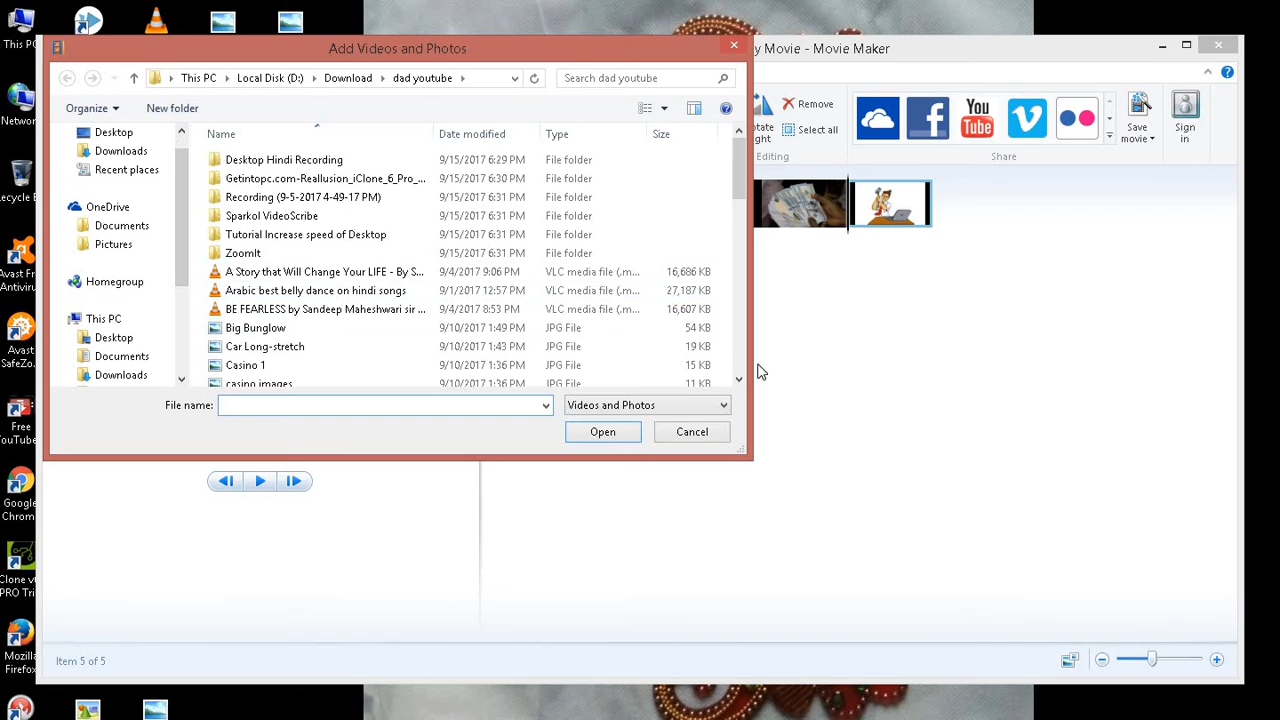 This PC
Add Videos and Photos
y Movie - Movie Maker
This PC
Local Disk (D:)
Download
dad youtube
Search dad youtube
Organize
New folder
Remove
Select all
Editing
You
Tube
Share
Save
movie
Sign
in
Name
Date modified
Type
Size
Desktop
Downloads
Recent places
OneDrive
Documents
Pictures
Homegroup
This PC
Desktop
Documents
Downloads
Desktop Hindi Recording 9/15/2017 6:29 PM File folder
Getintopc.com-Reallusion_iClone_6_Pro_... 9/15/2017 6:30 PM File folder
Recording (9-5-2017 4-49-17 PM) 9/15/2017 6:31 PM File folder
Sparkol VideoScribe 9/15/2017 6:31 PM File folder
Tutorial Increase speed of Desktop 9/15/2017 6:31 PM File folder
ZoomIt 9/15/2017 6:31 PM File folder
A Story that Will Change Your LIFE - By S... 9/4/2017 9:06 PM VLC media file (.m... 16,686 KB
Arabic best belly dance on hindi songs 9/1/2017 12:57 PM VLC media file (.m... 27,187 KB
BE FEARLESS by Sandeep Maheshwari sir ... 9/4/2017 8:53 PM VLC media file (.m... 16,607 KB
Big Bunglow 9/10/2017 1:49 PM JPG File 54 KB
Car Long-stretch 9/10/2017 1:43 PM JPG File 19 KB
Casino 1 9/10/2017 1:36 PM JPG File 15 KB
casino images 9/10/2017 1:36 PM JPG File 11 KB
File name:
Videos and Photos
Open
Cancel
Item 5 of 5
Network
Recycle B
Avast
Antivirus
Avast
SafeZo...
Free
YouTube
Google
Chrom
PRO Tri
Mozilla
Firefox